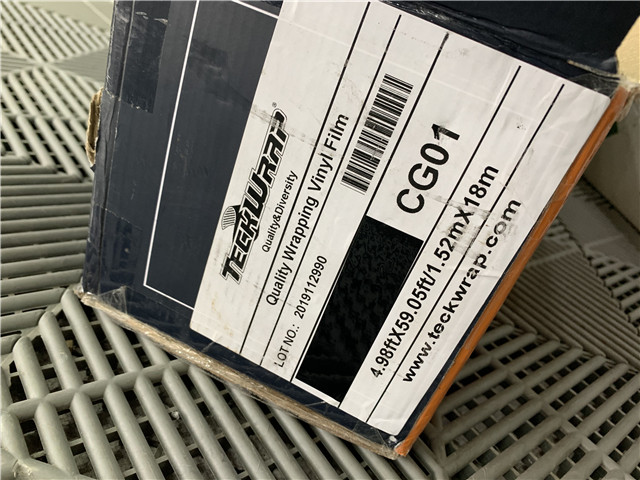 TECKWRAP®
Quality&Diversity
Quality Wrapping Vinyl Film
LOT NO.: 2019112990
CG01
4.98ftX59.05ft/1.52mX18m
www.teckwrap.com